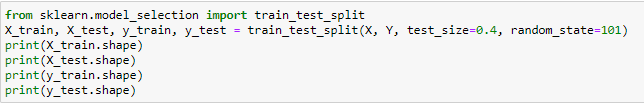 from sklearn.model_selection import train_test_split
X_train, X_test, y_train, y_test = train_test_split(X, Y, test_size=0.4, random_state=101)
print(X_train.shape)
print(X_test.shape)
print(y_train.shape)
print(y_test.shape)